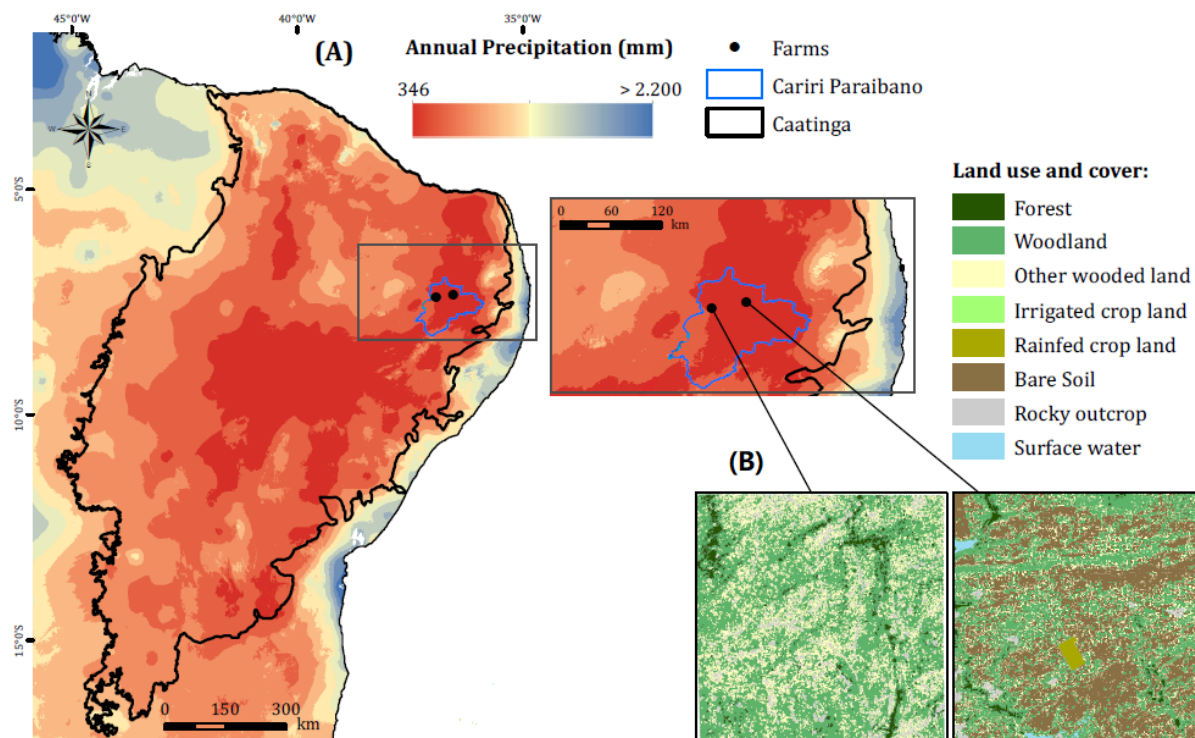 45°0'W
40°0'W
35°0'W
(A)
Annual Precipitation (mm)
346
> 2.200
Farms
Cariri Paraibano
Caatinga
N
W
E
S
5°0'S
10°0'S
15°0'S
0 60 120
km
Land use and cover:
Forest
Woodland
Other wooded land
Irrigated crop land
Rainfed crop land
Bare Soil
Rocky outcrop
Surface water
(B)
0 150 300
km